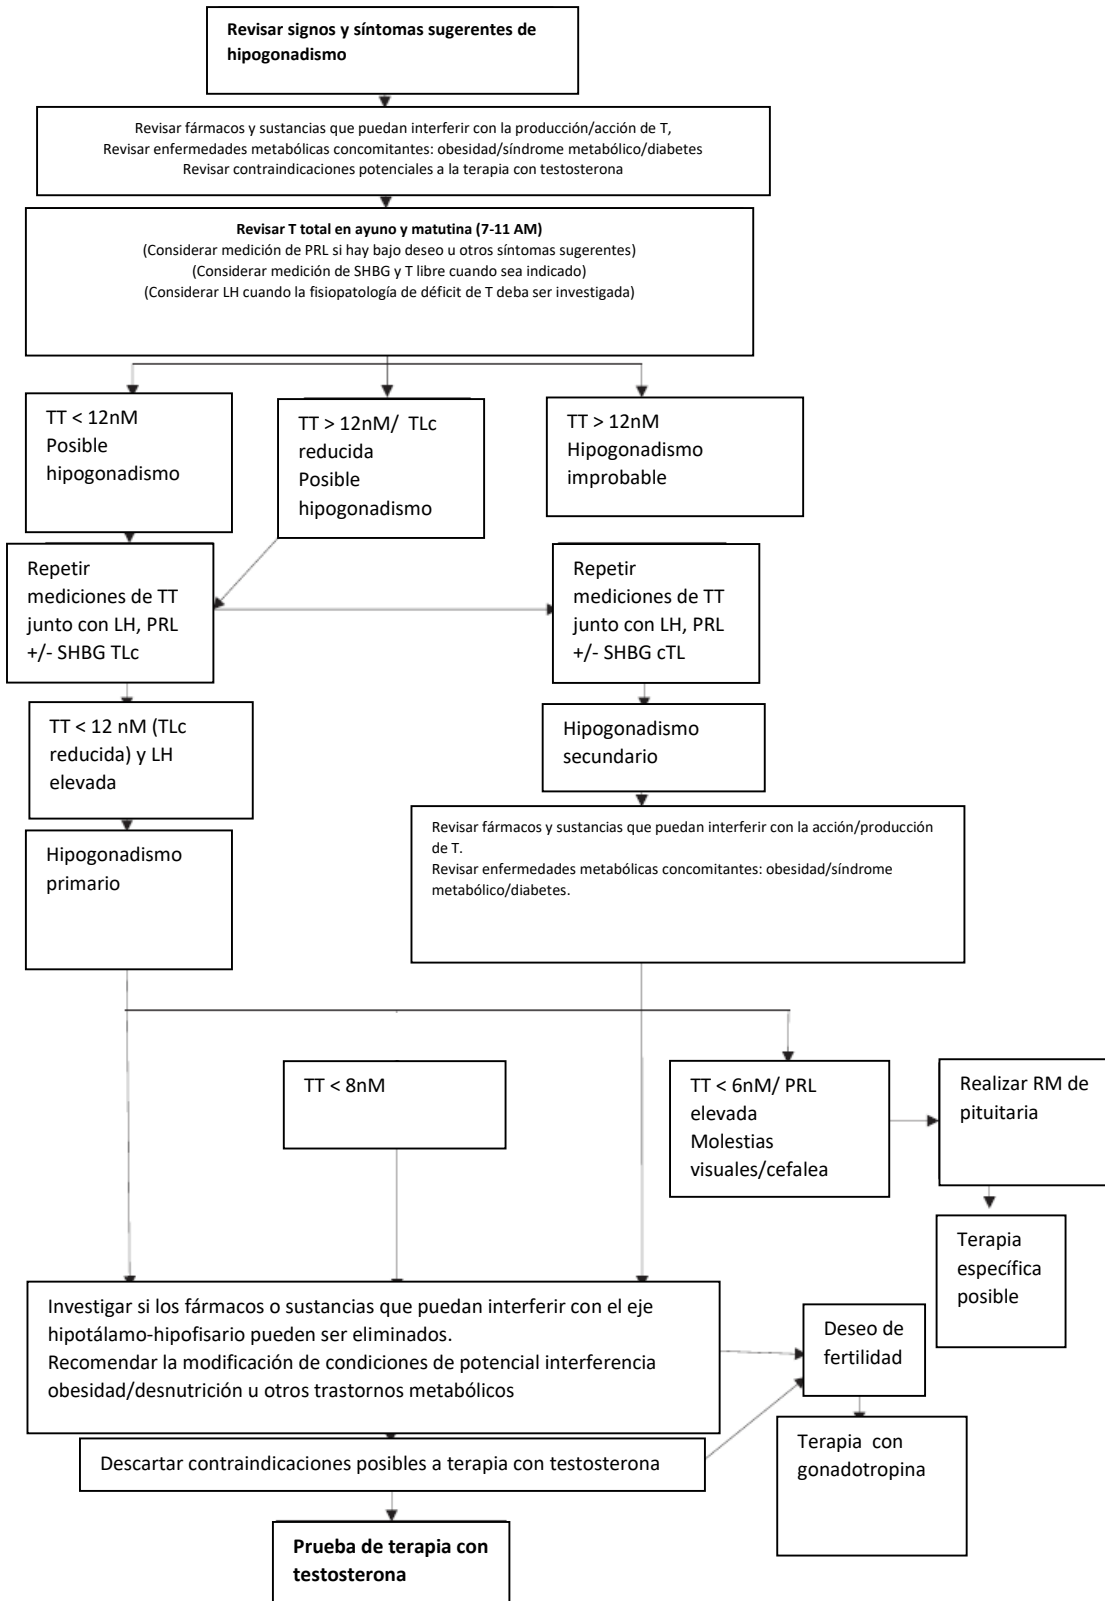 Revisar signos y síntomas sugerentes de
hipogonadismo
Revisar fármacos y sustancias que puedan interferir con la producción/acción de T,
Revisar enfermedades metabólicas concomitantes: obesidad/síndrome metabólico/diabetes
Revisar contraindicaciones potenciales a la terapia con testosterona
Revisar T total en ayuno y matutina (7-11 AM)
(Considerar medición de PRL si hay bajo deseo u otros síntomas sugerentes)
(Considerar medición de SHBG y T libre cuando sea indicado)
(Considerar LH cuando la fisiopatología de déficit de T deba ser investigada)
TT < 12nM
Posible
hipogonadismo
TT > 12nM/ TLc
reducida
Posible
hipogonadismo
TT > 12nM
Hipogonadismo
improbable
Repetir
mediciones de TT
junto con LH, PRL
+/- SHBG TLc
Repetir
mediciones de TT
junto con LH, PRL
+/- SHBG cTL
TT < 12 nM (TLc
reducida) y LH
elevada
Hipogonadismo
secundario
Hipogonadismo
primario
Revisar fármacos y sustancias que puedan interferir con la acción/producción
de T.
Revisar enfermedades metabólicas concomitantes: obesidad/síndrome
metabólico/diabetes.
TT < 8nM
TT < 6nM/ PRL
elevada
Molestias
visuales/cefalea
Realizar RM de
pituitaria
Terapia
específica
posible
Investigar si los fármacos o sustancias que puedan interferir con el eje
hipotálamo-hipofisario pueden ser eliminados.
Recomendar la modificación de condiciones de potencial interferencia
obesidad/desnutrición u otros trastornos metabólicos
Deseo de
fertilidad
Descartar contraindicaciones posibles a terapia con testosterona
Terapia con
gonadotropina
Prueba de terapia con
testosterona